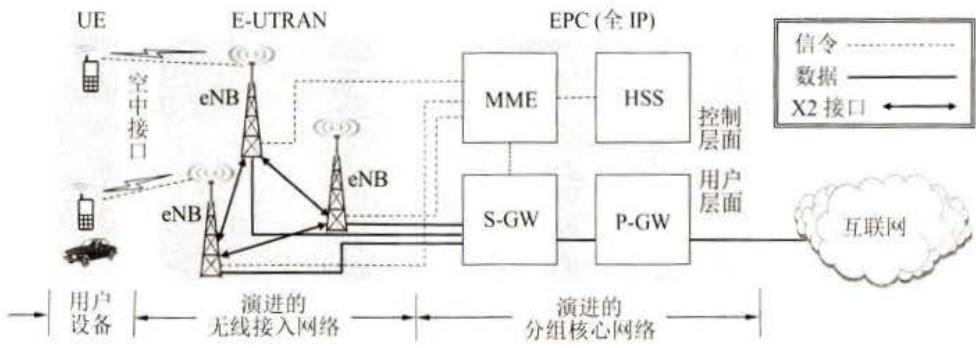 UE
E-UTRAN
EPC (全 IP)
信令
数据
X2 接口
空中接口
eNB
eNB
eNB
MME
HSS
控制
层面
S-GW
P-GW
用户
层面
互联网
用户
设备
演进的
无线接入网络
演进的
分组核心网络